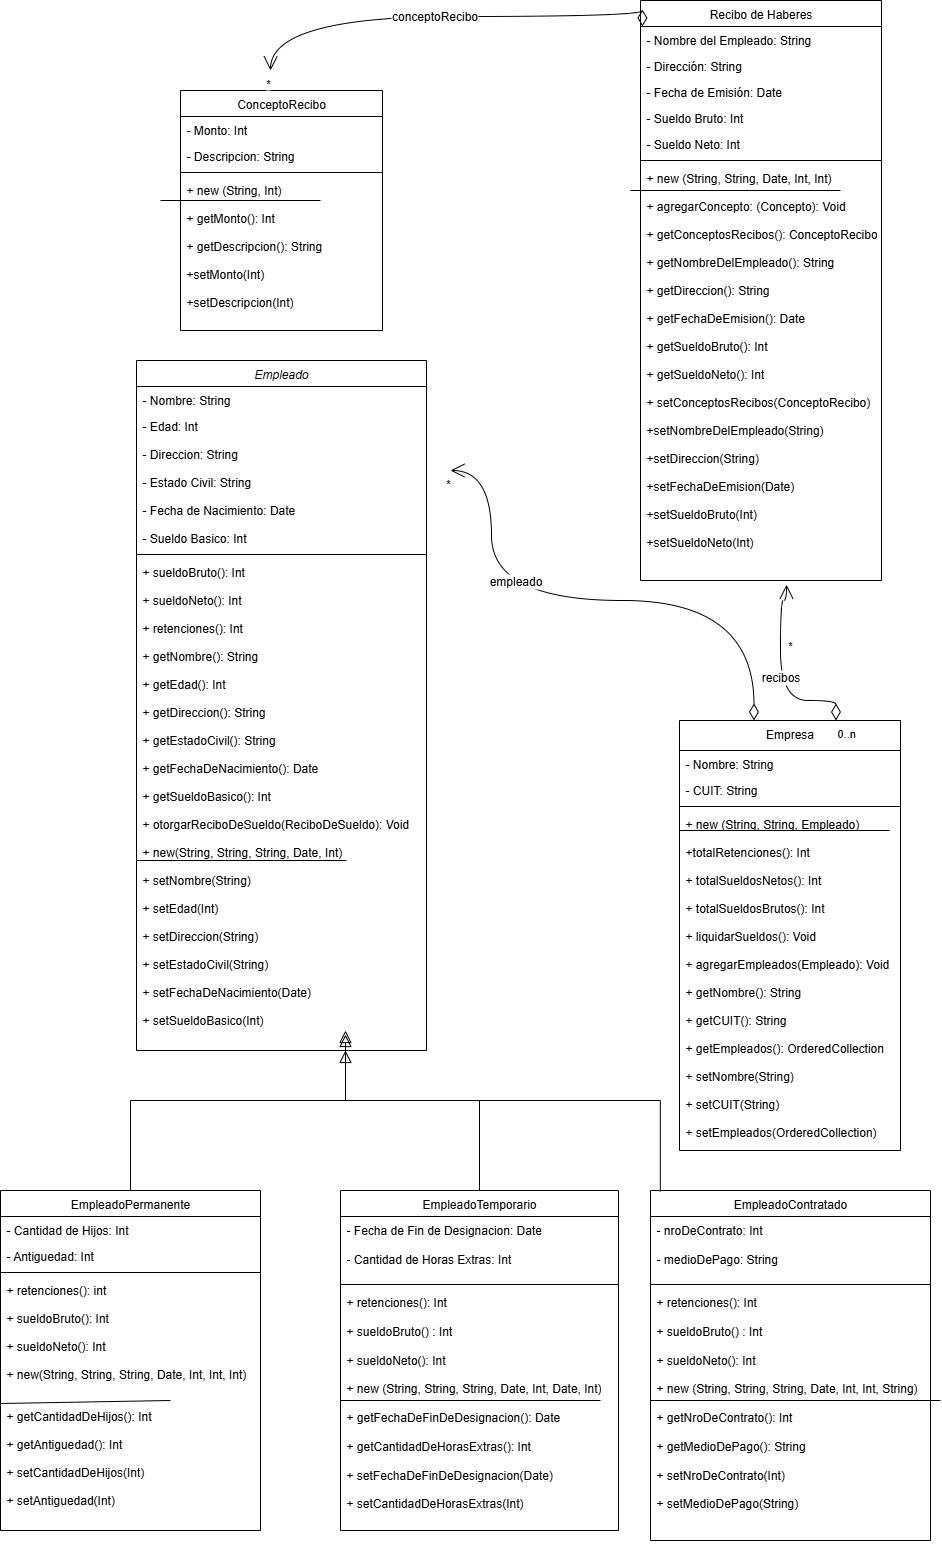 conceptoRecibo
*
ConceptoRecibo
- Monto: Int
- Descripcion: String
+ new (String, Int)
+ getMonto(): Int
+ getDescripcion(): String
+setMonto(Int)
+setDescripcion(Int)
Recibo de Haberes
- Nombre del Empleado: String
- Dirección: String
- Fecha de Emisión: Date
- Sueldo Bruto: Int
- Sueldo Neto: Int
+ new (String, String, Date, Int, Int)
+ agregarConcepto: (Concepto): Void
+ getConceptosRecibos(): ConceptoRecibo
+ getNombreDelEmpleado(): String
+ getDireccion(): String
+ getFechaDeEmision(): Date
+ getSueldoBruto(): Int
+ getSueldoNeto(): Int
+ setConceptosRecibos(ConceptoRecibo)
+setNombreDelEmpleado(String)
+setDireccion(String)
+setFechaDeEmision(Date)
+setSueldoBruto(Int)
+setSueldoNeto(Int)
Empleado
- Nombre: String
- Edad: Int
- Direccion: String
- Estado Civil: String
- Fecha de Nacimiento: Date
- Sueldo Basico: Int
+ sueldoBruto(): Int
+ sueldoNeto(): Int
+ retenciones(): Int
+ getNombre(): String
+ getEdad(): Int
+ getDireccion(): String
+ getEstadoCivil(): String
+ getFechaDeNacimiento(): Date
+ getSueldoBasico(): Int
+ otorgarReciboDeSueldo(ReciboDeSueldo): Void
+ new(String, String, String, Date, Int)
+ setNombre(String)
+ setEdad(Int)
+ setDireccion(String)
+ setEstadoCivil(String)
+ setFechaDeNacimiento(Date)
+ setSueldoBasico(Int)
*
empleado
*
recibos
Empresa
0..n
- Nombre: String
- CUIT: String
+ new (String, String, Empleado)
+totalRetenciones(): Int
+ totalSueldosNetos(): Int
+ totalSueldosBrutos(): Int
+ liquidarSueldos(): Void
+ agregarEmpleados(Empleado): Void
+ getNombre(): String
+ getCUIT(): String
+ getEmpleados(): OrderedCollection
+ setNombre(String)
+ setCUIT(String)
+ setEmpleados(OrderedCollection)
EmpleadoPermanente
- Cantidad de Hijos: Int
- Antiguedad: Int
+ retenciones(): int
+ sueldoBruto(): Int
+ sueldoNeto(): Int
+ new(String, String, String, Date, Int, Int, Int)
+ getCantidadDeHijos(): Int
+ getAntiguedad(): Int
+ setCantidadDeHijos(Int)
+ setAntiguedad(Int)
EmpleadoTemporario
- Fecha de Fin de Designacion: Date
- Cantidad de Horas Extras: Int
+ retenciones(): Int
+ sueldoBruto() : Int
+ sueldoNeto(): Int
+ new (String, String, String, Date, Int, Date, Int)
+ getFechaDeFinDeDesignacion(): Date
+ getCantidadDeHorasExtras(): Int
+ setFechaDeFinDeDesignacion(Date)
+ setCantidadDeHorasExtras(Int)
EmpleadoContratado
- nroDeContrato: Int
- medioDePago: String
+ retenciones(): Int
+ sueldoBruto() : Int
+ sueldoNeto(): Int
+ new (String, String, String, Date, Int, Int, String)
+ getNroDeContrato(): Int
+ getMedioDePago(): String
+ setNroDeContrato(Int)
+ setMedioDePago(String)